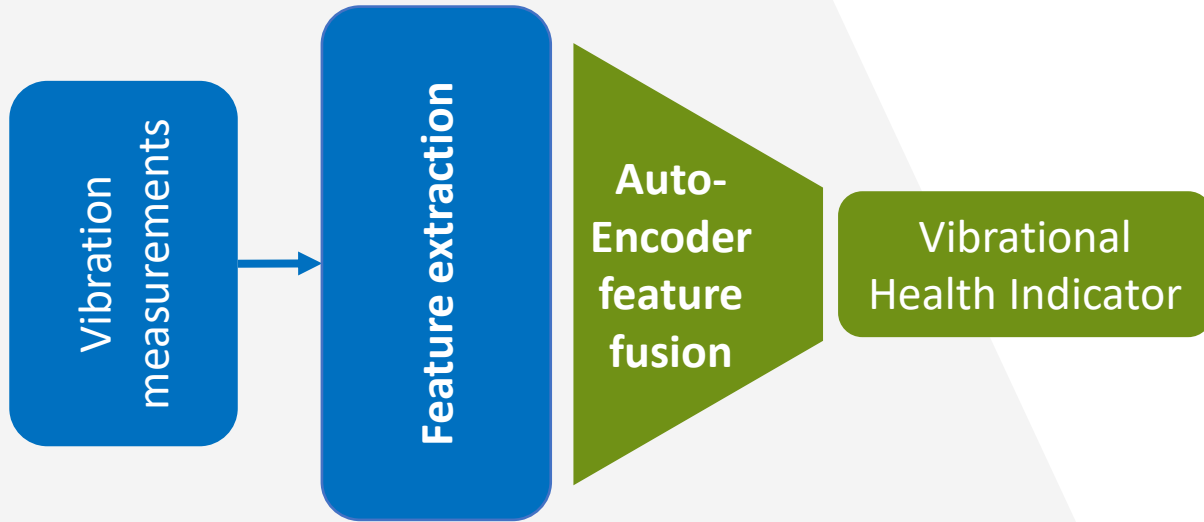 Vibration
measurements
Feature extraction
Auto-
Encoder
feature
fusion
Vibrational
Health Indicator